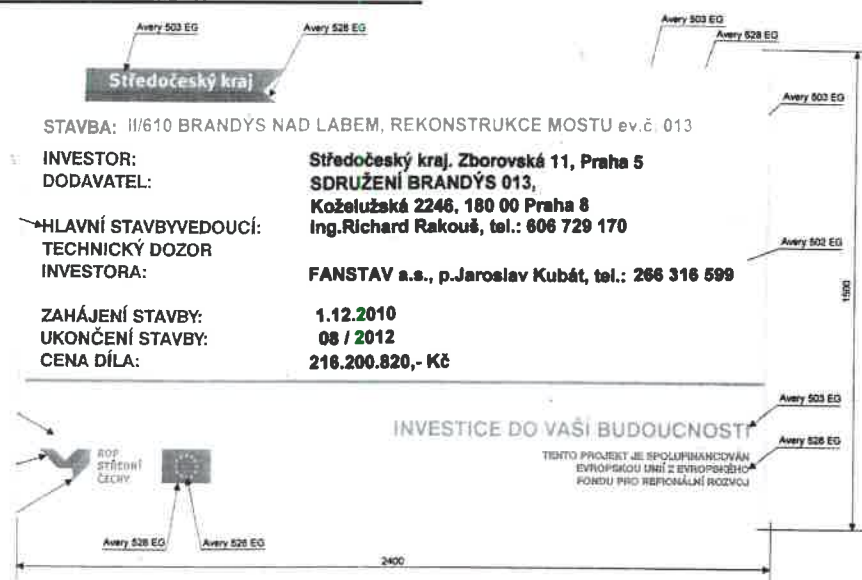 Avery 503 EG
Avery 528 EG
Avery 503 EG
Avery 528 EG
Středočeský kraj
Avery 503 EG
STAVBA: II/610 BRANDÝS NAD LABEM, REKONSTRUKCE MOSTU ev.č. 013
INVESTOR: Středočeský kraj. Zborovská 11, Praha 5
DODAVATEL: SDRUŽENÍ BRANDÝS 013,
Koželužská 2246, 180 00 Praha 8
HLAVNÍ STAVBYVEDOUCÍ: Ing.Richard Rakouš, tel.: 606 729 170
TECHNICKÝ DOZOR
INVESTORA: FANSTAV a.s., p.Jaroslav Kubát, tel.: 266 316 599
Avery 502 EG
1500
ZAHÁJENÍ STAVBY: 1.12.2010
UKONČENÍ STAVBY: 08 / 2012
CENA DÍLA: 216.200.820,- Kč
Avery 503 EG
INVESTICE DO VAŠÍ BUDOUCNOSTI
Avery 528 EG
ROP
STŘEDNÍ
ČECHY
TENTO PROJEKT JE SPOLUFINANCOVÁN
EVROPSKOU UNIÍ Z EVROPSKÉHO
FONDU PRO REGIONÁLNÍ ROZVOJ
Avery 528 EG
Avery 528 EG
2400